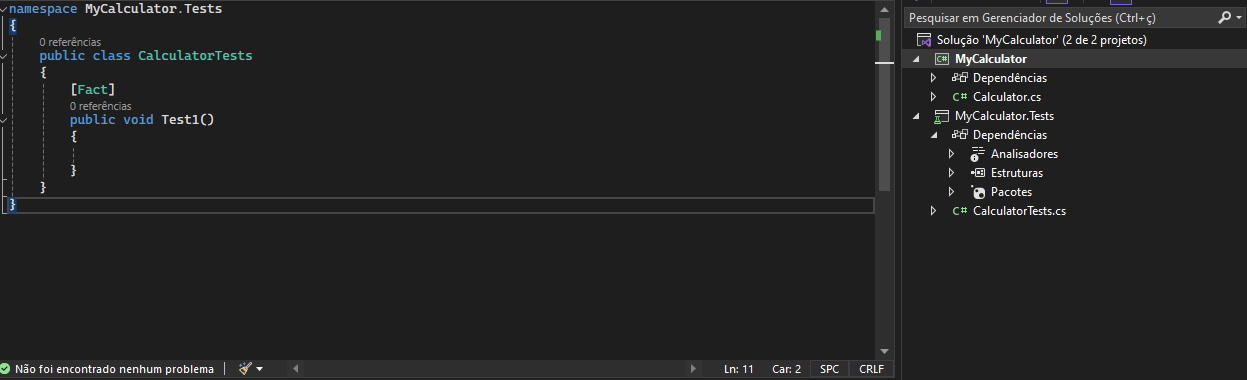 namespace MyCalculator.Tests
{
0 referências
public class CalculatorTests
{
[Fact]
0 referências
public void Test1()
{
}
}
}
Não foi encontrado nenhum problema
Ln: 11 Car: 2 SPC CRLF
Pesquisar em Gerenciador de Soluções (Ctrl+ç)
Solução 'MyCalculator' (2 de 2 projetos)
C# MyCalculator
Dependências
C# Calculator.cs
MyCalculator.Tests
Dependências
Analisadores
Estruturas
Pacotes
C# CalculatorTests.cs